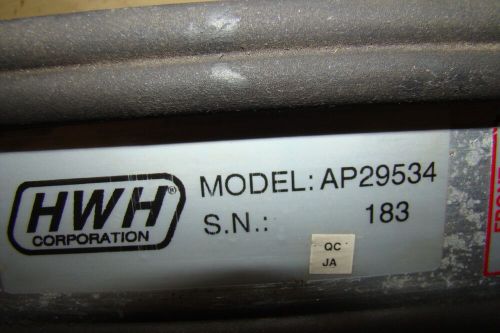 HWH®
CORPORATION
MODEL: AP29534
S.N.: 183
QC
JA